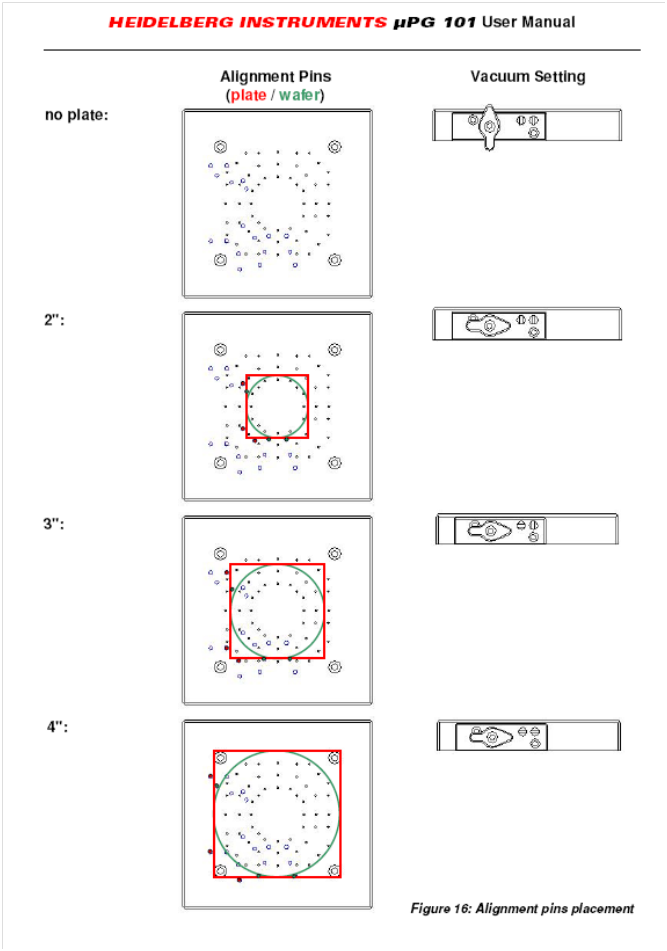 HEIDELBERG INSTRUMENTS µPG 101 User Manual
Alignment Pins
(plate / wafer)
Vacuum Setting
no plate:
2":
3":
4":
Figure 16: Alignment pins placement